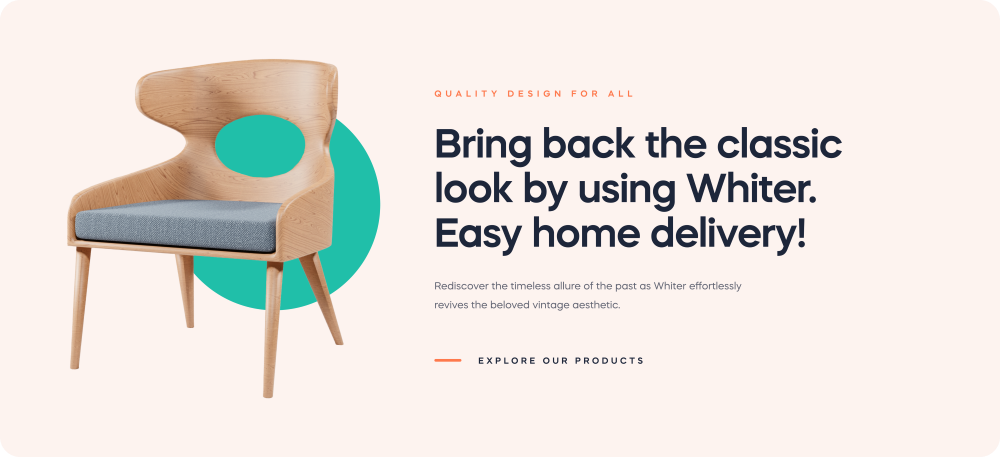 QUALITY DESIGN FOR ALL
Bring back the classic
look by using Whiter.
Easy home delivery!
Rediscover the timeless allure of the past as Whiter effortlessly
revives the beloved vintage aesthetic.
EXPLORE OUR PRODUCTS